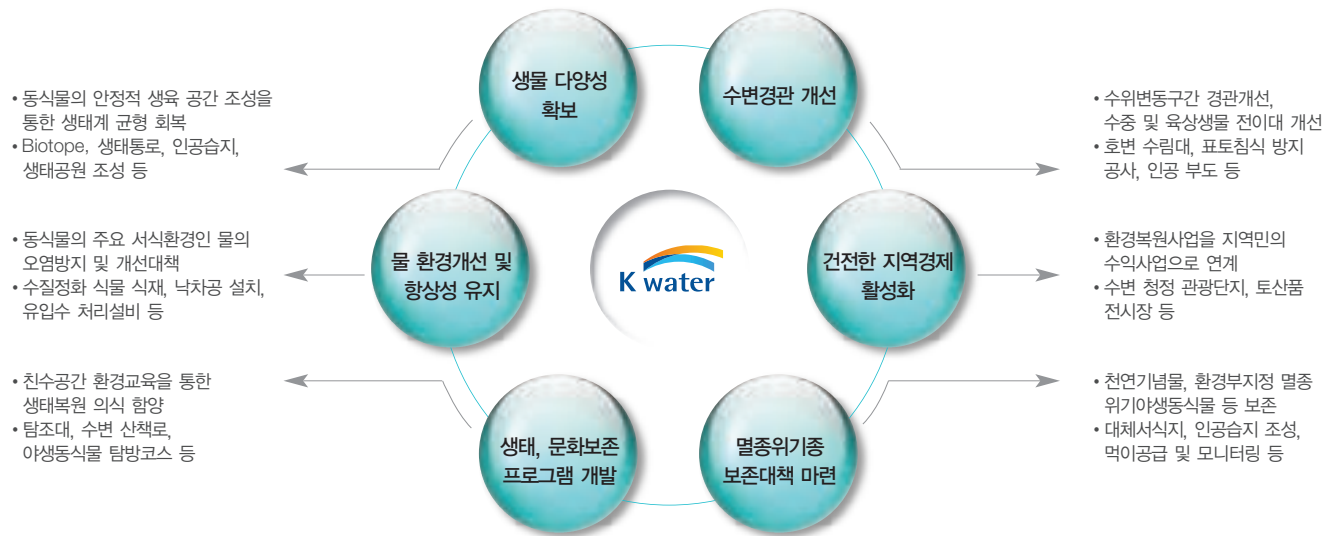 생물 다양성
확보
수변경관 개선
• 동식물의 안정적 생육 공간 조성을
통한 생태계 균형 회복
• Biotope, 생태통로, 인공습지,
생태공원 조성 등
• 수위변동구간 경관개선,
수중 및 육상생물 전이대 개선
• 호변 수림대, 표토침식 방지
공사, 인공 부도 등
• 동식물의 주요 서식환경인 물의
오염방지 및 개선대책
• 수질정화 식물 식재, 낙차공 설치,
유입수 처리설비 등
물 환경개선 및
항상성 유지
K water
건전한 지역경제
활성화
• 환경복원사업을 지역민의
수익사업으로 연계
• 수변 청정 관광단지, 토산품
전시장 등
• 친수공간 환경교육을 통한
생태복원 의식 함양
• 탐조대, 수변 산책로,
야생동식물 탐방코스 등
생태, 문화보존
프로그램 개발
멸종위기종
보존대책 마련
• 천연기념물, 환경부지정 멸종
위기야생동식물 등 보존
• 대체서식지, 인공습지 조성,
먹이공급 및 모니터링 등